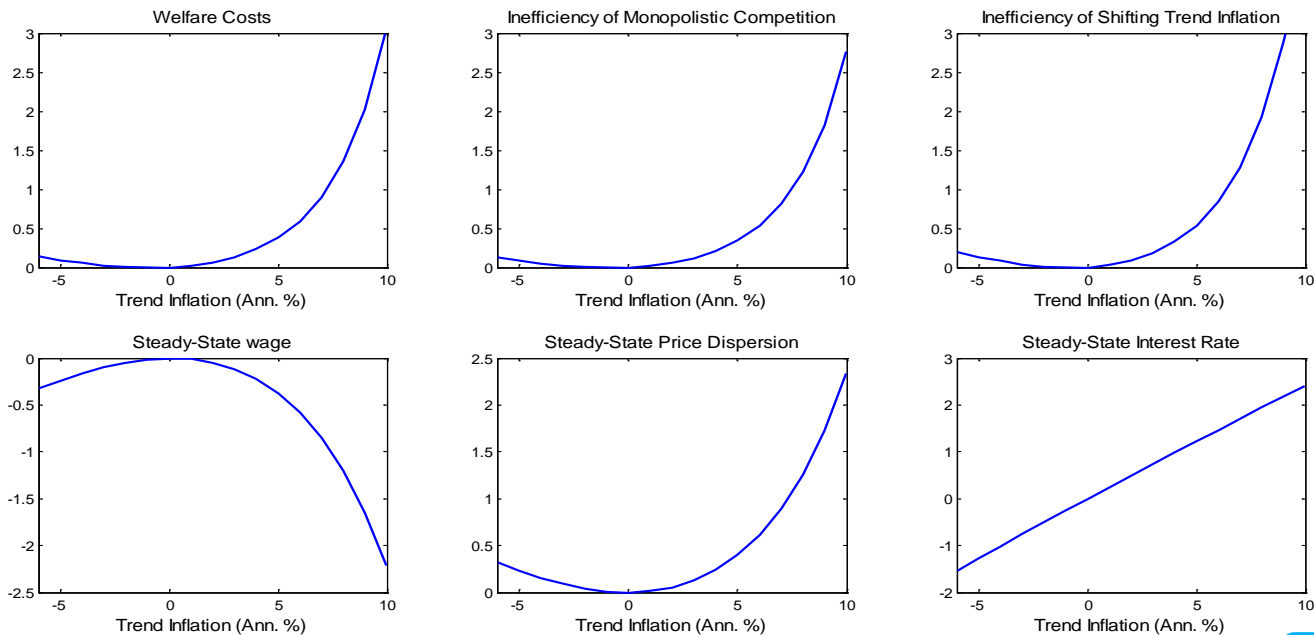 Welfare Costs
3
2.5
2
1.5
1
0.5
0
-5 0 5 10
Trend Inflation (Ann. %)
Inefficiency of Monopolistic Competition
3
2.5
2
1.5
1
0.5
0
-5 0 5 10
Trend Inflation (Ann. %)
Inefficiency of Shifting Trend Inflation
3
2.5
2
1.5
1
0.5
0
-5 0 5 10
Trend Inflation (Ann. %)
Steady-State wage
0
-0.5
-1
-1.5
-2
-2.5
-5 0 5 10
Trend Inflation (Ann. %)
Steady-State Price Dispersion
2.5
2
1.5
1
0.5
0
-5 0 5 10
Trend Inflation (Ann. %)
Steady-State Interest Rate
3
2
1
0
-1
-2
-5 0 5 10
Trend Inflation (Ann. %)